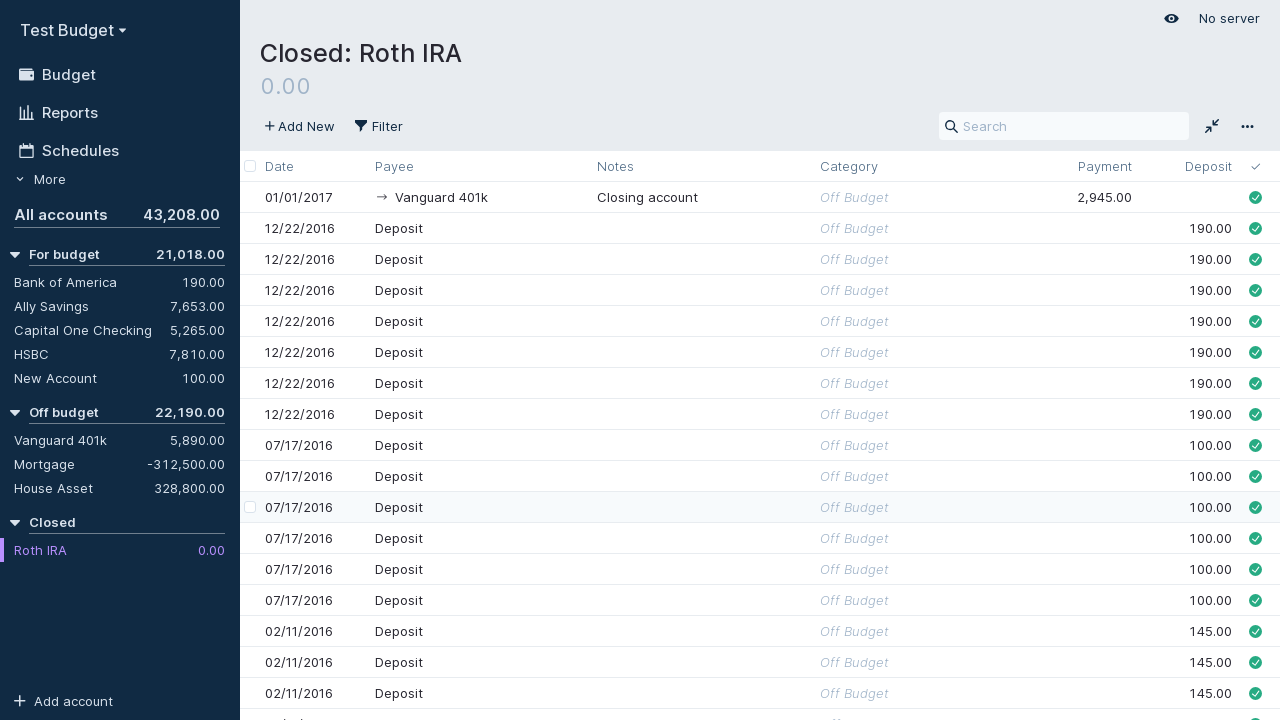 Test Budget
No server
Closed: Roth IRA
0.00
Budget
Reports
Schedules
More
All accounts 43,208.00
For budget 21,018.00
Bank of America 190.00
Ally Savings 7,653.00
Capital One Checking 5,265.00
HSBC 7,810.00
New Account 100.00
Off budget 22,190.00
Vanguard 401k 5,890.00
Mortgage -312,500.00
House Asset 328,800.00
Closed
Roth IRA 0.00
Add account
Add New Filter Search
Date Payee Notes Category Payment Deposit
01/01/2017 → Vanguard 401k Closing account Off Budget 2,945.00
12/22/2016 Deposit Off Budget 190.00
12/22/2016 Deposit Off Budget 190.00
12/22/2016 Deposit Off Budget 190.00
12/22/2016 Deposit Off Budget 190.00
12/22/2016 Deposit Off Budget 190.00
12/22/2016 Deposit Off Budget 190.00
12/22/2016 Deposit Off Budget 190.00
07/17/2016 Deposit Off Budget 100.00
07/17/2016 Deposit Off Budget 100.00
07/17/2016 Deposit Off Budget 100.00
07/17/2016 Deposit Off Budget 100.00
07/17/2016 Deposit Off Budget 100.00
07/17/2016 Deposit Off Budget 100.00
02/11/2016 Deposit Off Budget 145.00
02/11/2016 Deposit Off Budget 145.00
02/11/2016 Deposit Off Budget 145.00